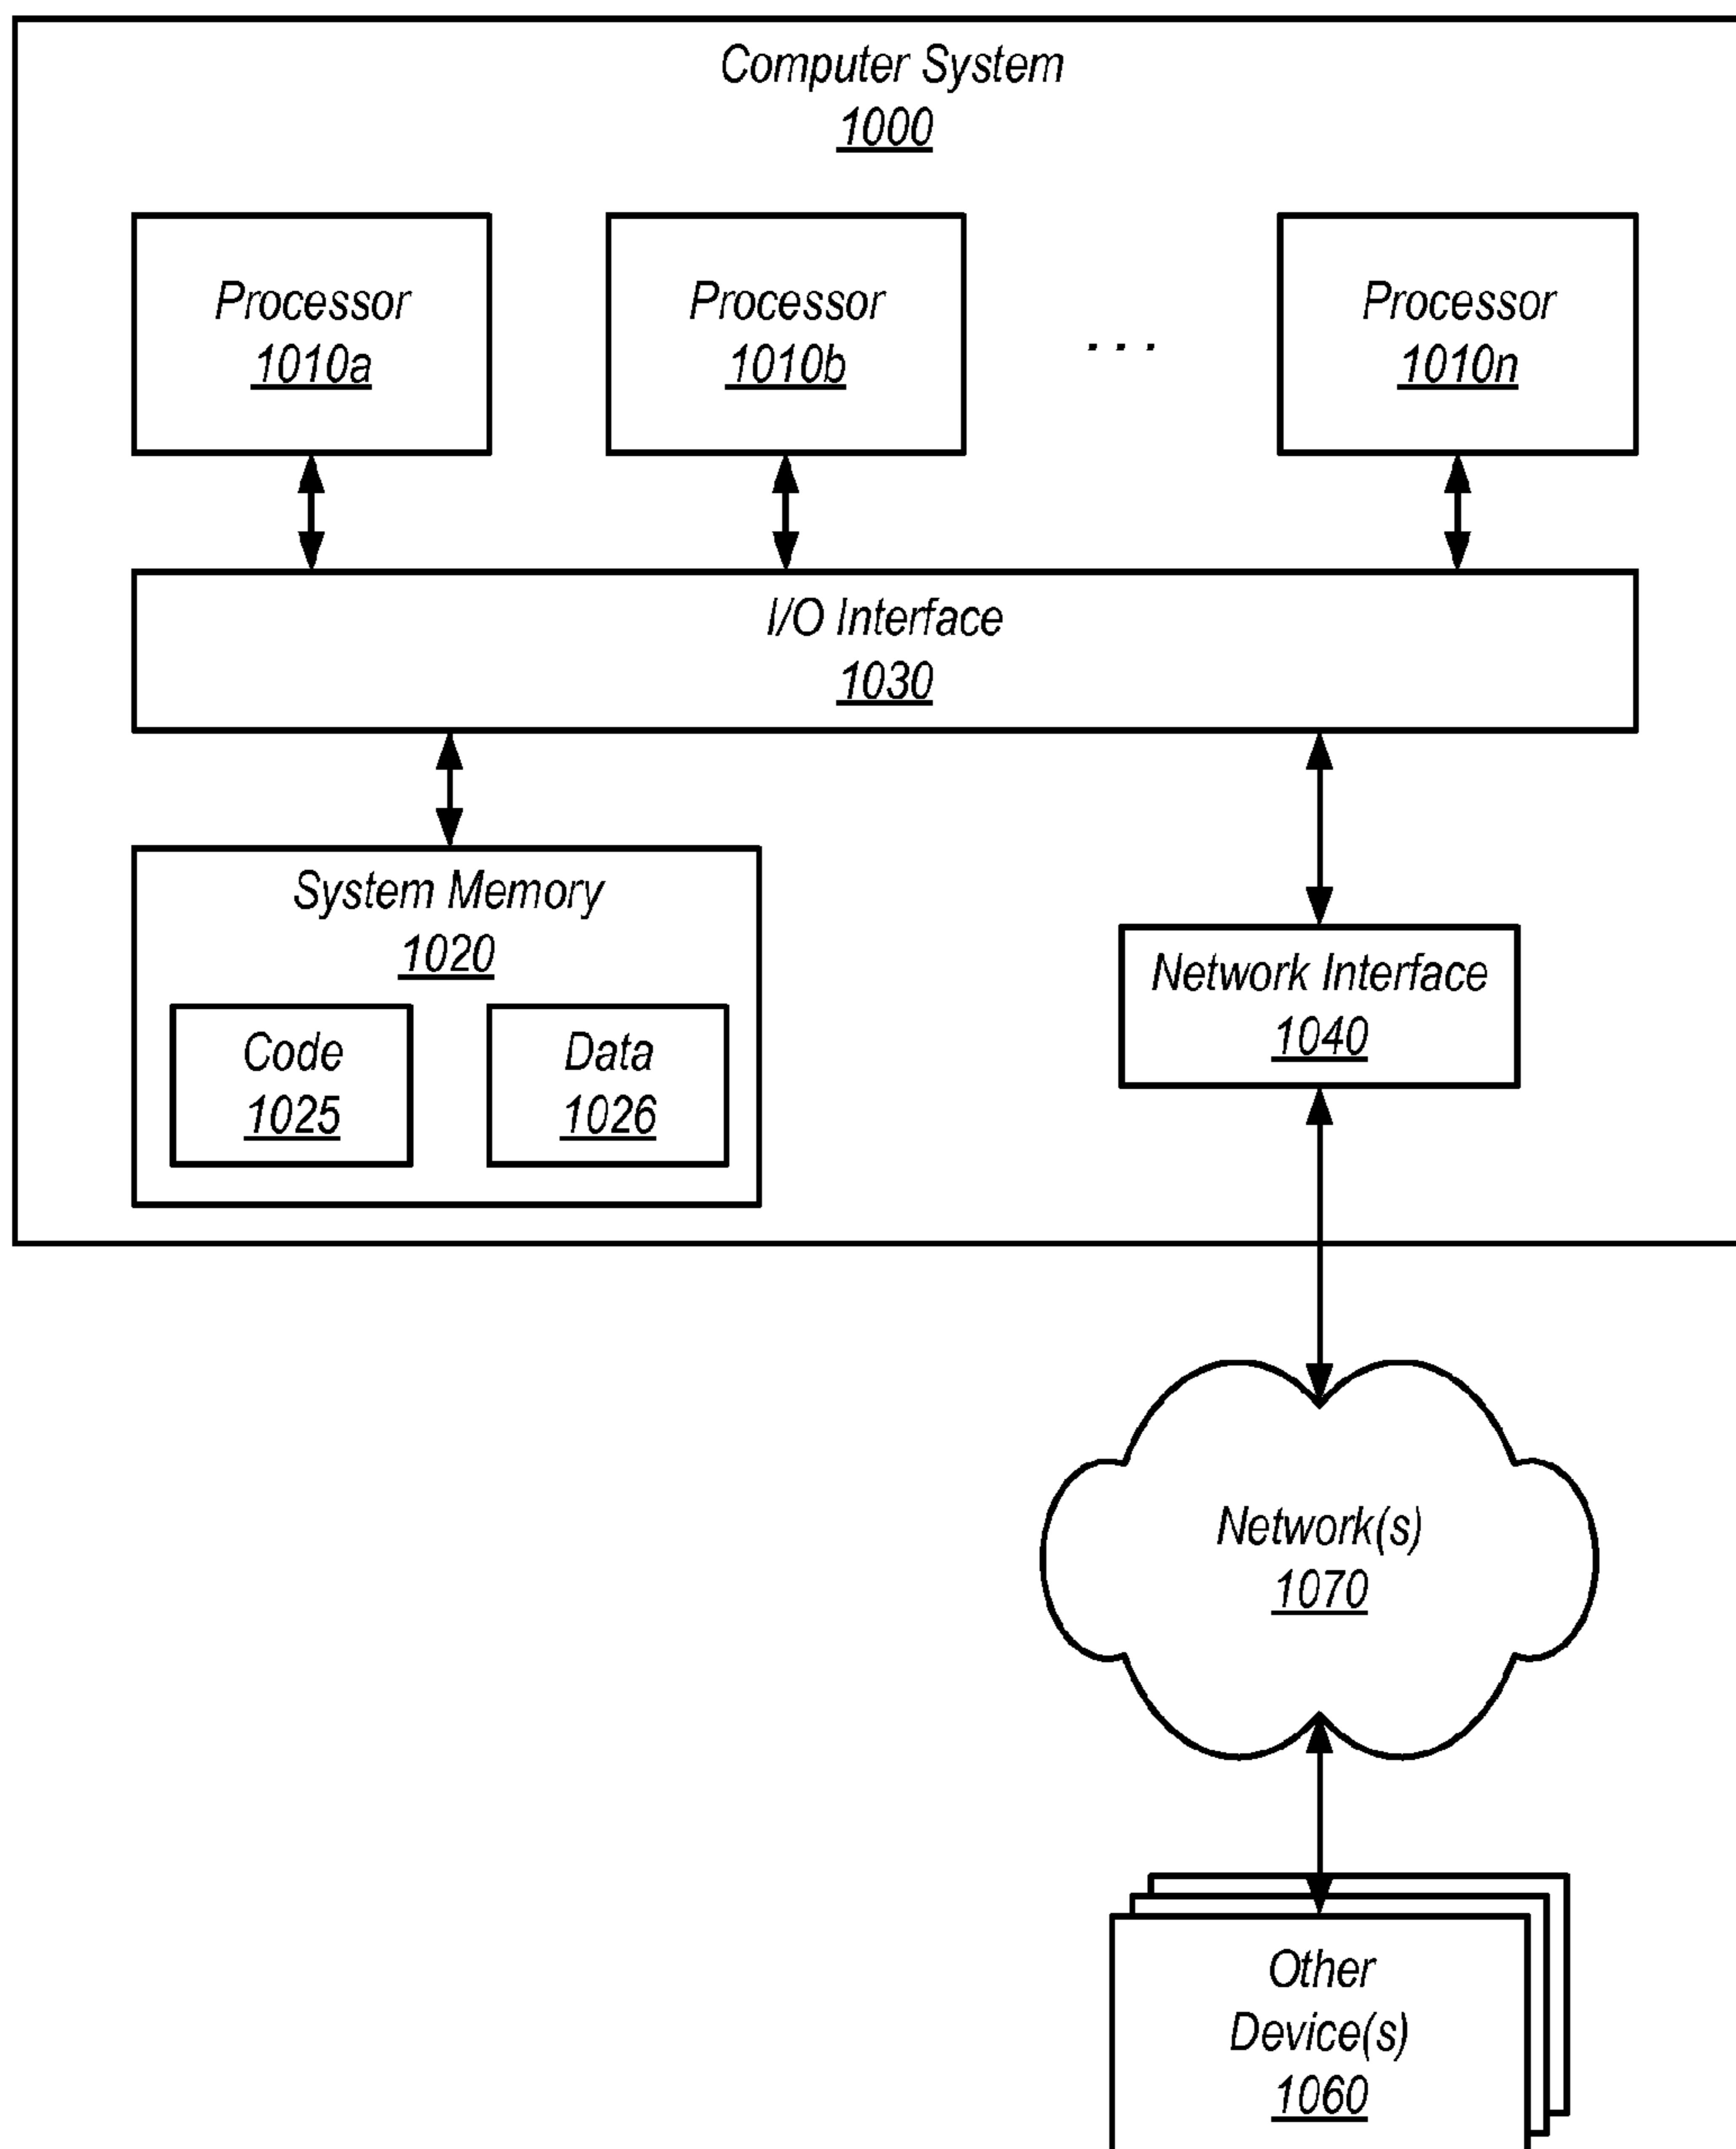 Computer System
1000
Processor
1010a
Processor
1010b
. . .
Processor
1010n
I/O Interface
1030
System Memory
1020
Code
1025
Data
1026
Network Interface
1040
Network(s)
1070
Other
Device(s)
1060